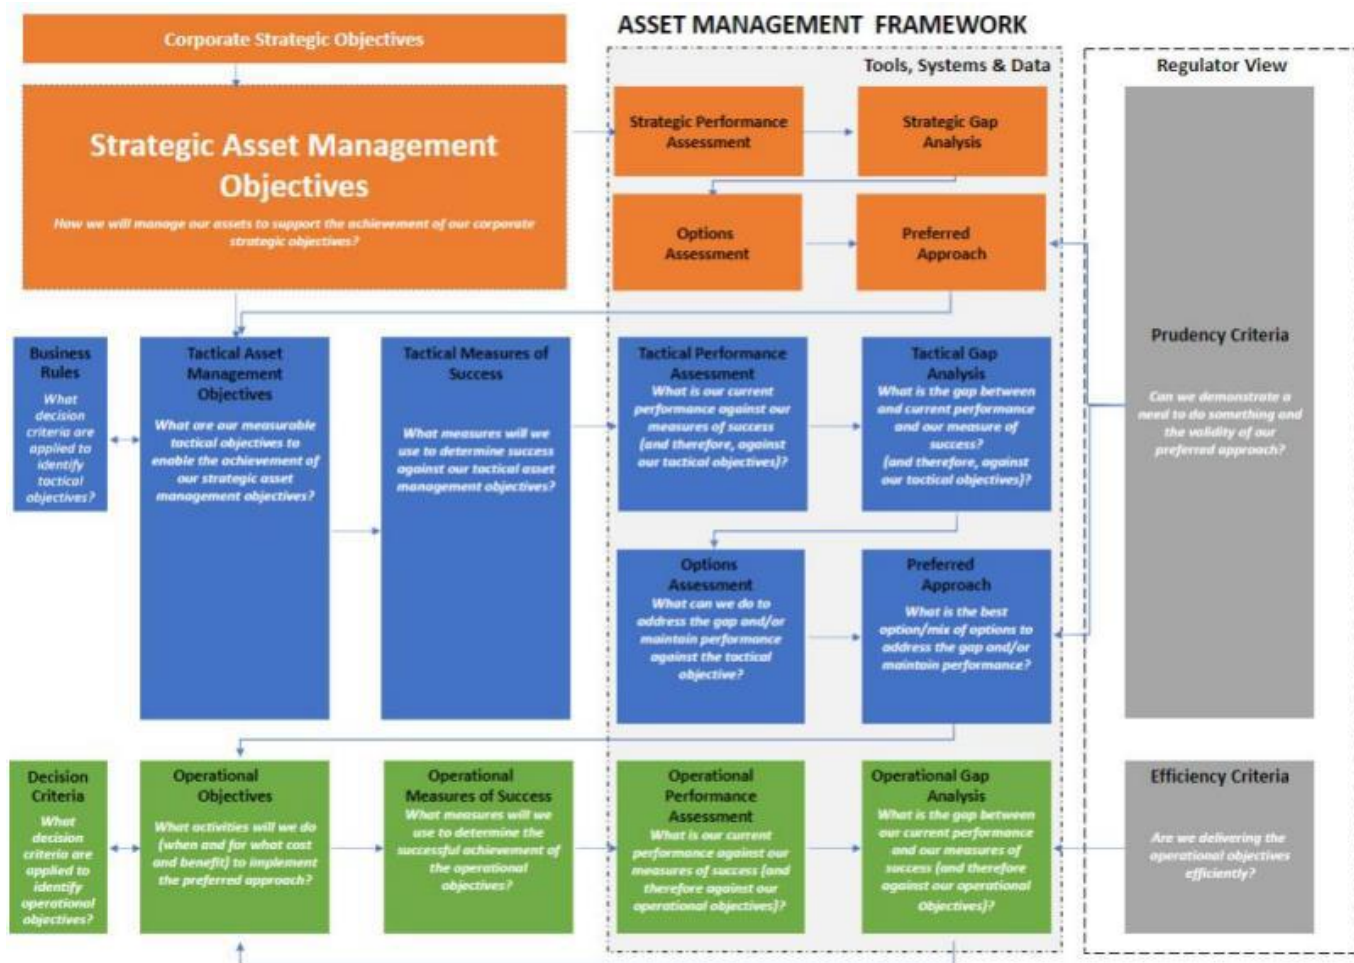 ASSET MANAGEMENT FRAMEWORK
Corporate Strategic Objectives
Tools, Systems & Data
Regulator View
Strategic Asset Management
Objectives
How we will manage our assets to support the achievement of our corporate
strategic objectives?
Strategic Performance
Assessment
Strategic Gap
Analysis
Options
Assessment
Preferred
Approach
Prudency Criteria
Can we demonstrate a
need to do something and
the validity of our
preferred approach?
Business
Rules
What
decision
criteria are
applied to
identify
tactical
objectives?
Tactical Asset
Management
Objectives
What are our measurable
tactical objectives to
enable the achievement of
our strategic asset
management objectives?
Tactical Measures of
Success
What measures will we
use to determine success
against our tactical asset
management objectives?
Tactical Performance
Assessment
What is our current
performance against our
measures of success
(and therefore, against
our tactical objectives)?
Tactical Gap
Analysis
What is the gap between
and current performance
and our measure of
success?
(and therefore, against
our tactical objectives)?
Options
Assessment
What can we do to
address the gap and/or
maintain performance
against the tactical
objective?
Preferred
Approach
What is the best
option/mix of options to
address the gap and/or
maintain performance?
Decision
Criteria
What
decision
criteria are
applied to
identify
operational
objectives?
Operational
Objectives
What activities will we do
(when and for what cost
and benefit) to implement
the preferred approach?
Operational
Measures of Success
What measures will we
use to determine the
successful achievement of
the operational
objectives?
Operational
Performance
Assessment
What is our current
performance against our
measures of success (and
therefore against our
operational objectives)?
Operational Gap
Analysis
What is the gap between
our current performance
and our measures of
success (and therefore
against our operational
Objectives)?
Efficiency Criteria
Are we delivering the
operational objectives
efficiently?